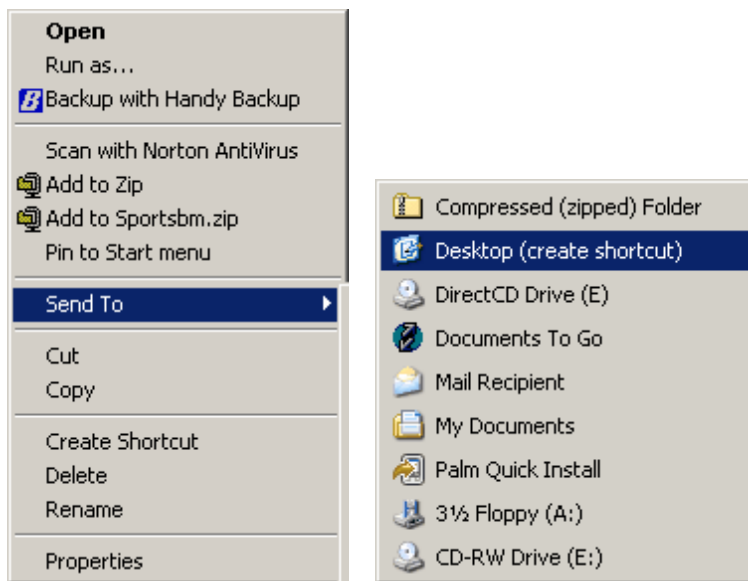 Open
Run as...
Backup with Handy Backup
Scan with Norton AntiVirus
Add to Zip
Add to Sportsbm.zip
Pin to Start menu
Send To
Cut
Copy
Create Shortcut
Delete
Rename
Properties
Compressed (zipped) Folder
Desktop (create shortcut)
DirectCD Drive (E)
Documents To Go
Mail Recipient
My Documents
Palm Quick Install
3½ Floppy (A:)
CD-RW Drive (E:)